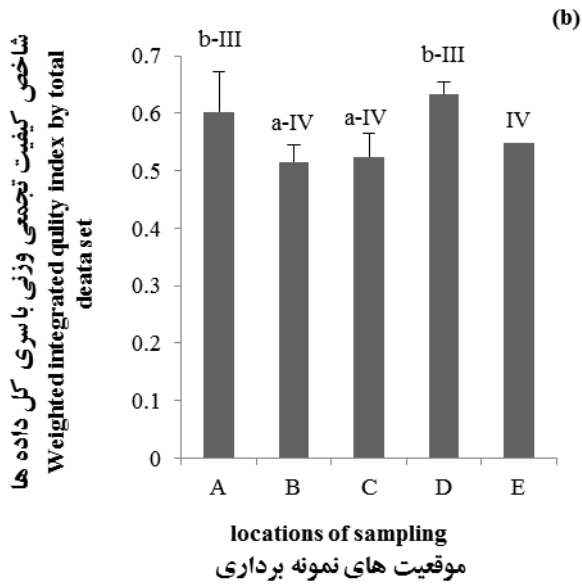 (b)
شاخص کیفیت تجمعی وزنی با سری کل داده ها
Weighted integrated qulity index by total
deata set
0.7
0.6
0.5
0.4
0.3
0.2
0.1
0
b-III
a-IV
a-IV
b-III
IV
A B C D E
locations of sampling
موقعیت های نمونه برداری